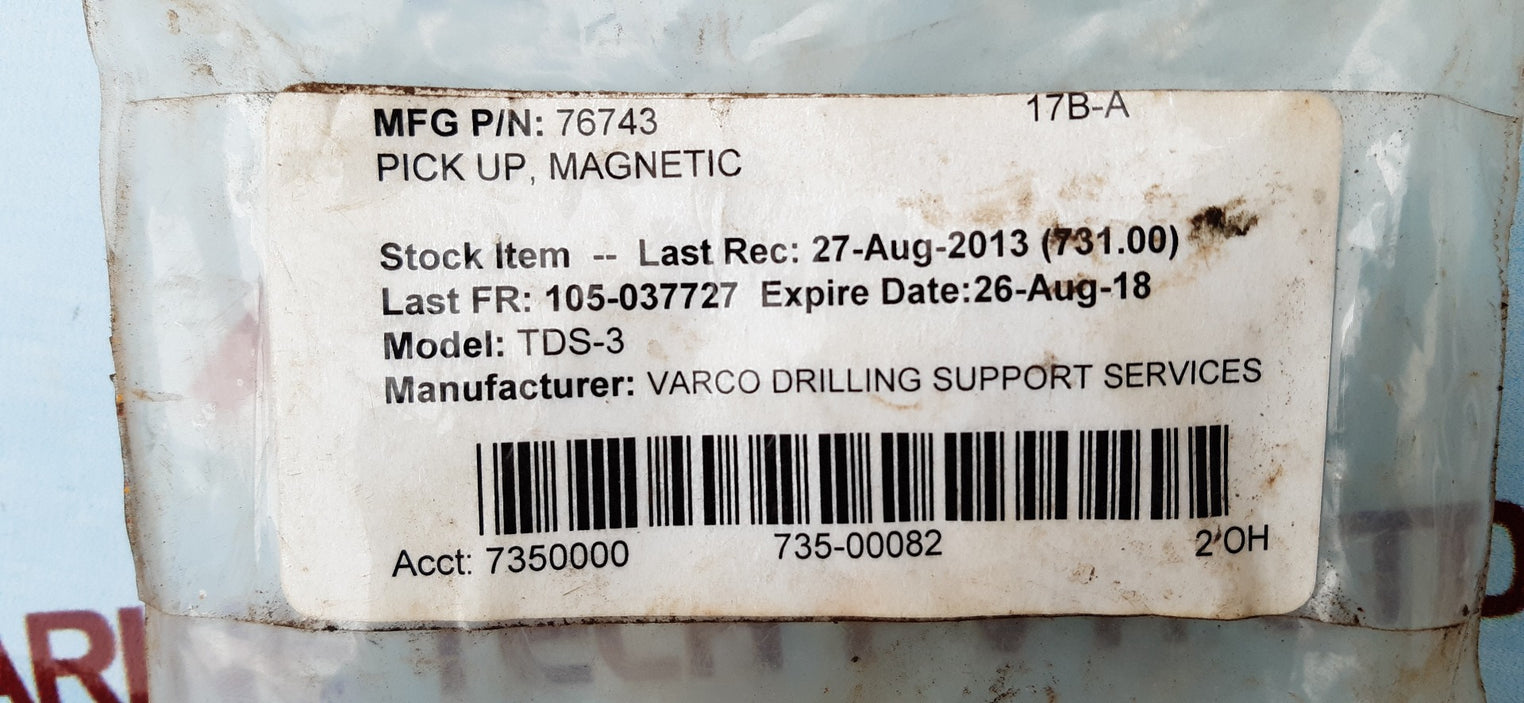 MFG P/N: 76743 17B-A
PICK UP, MAGNETIC
Stock Item -- Last Rec: 27-Aug-2013 (731.00)
Last FR: 105-037727 Expire Date:26-Aug-18
Model: TDS-3
Manufacturer: VARCO DRILLING SUPPORT SERVICES
Acct: 7350000 735-00082 2 OH